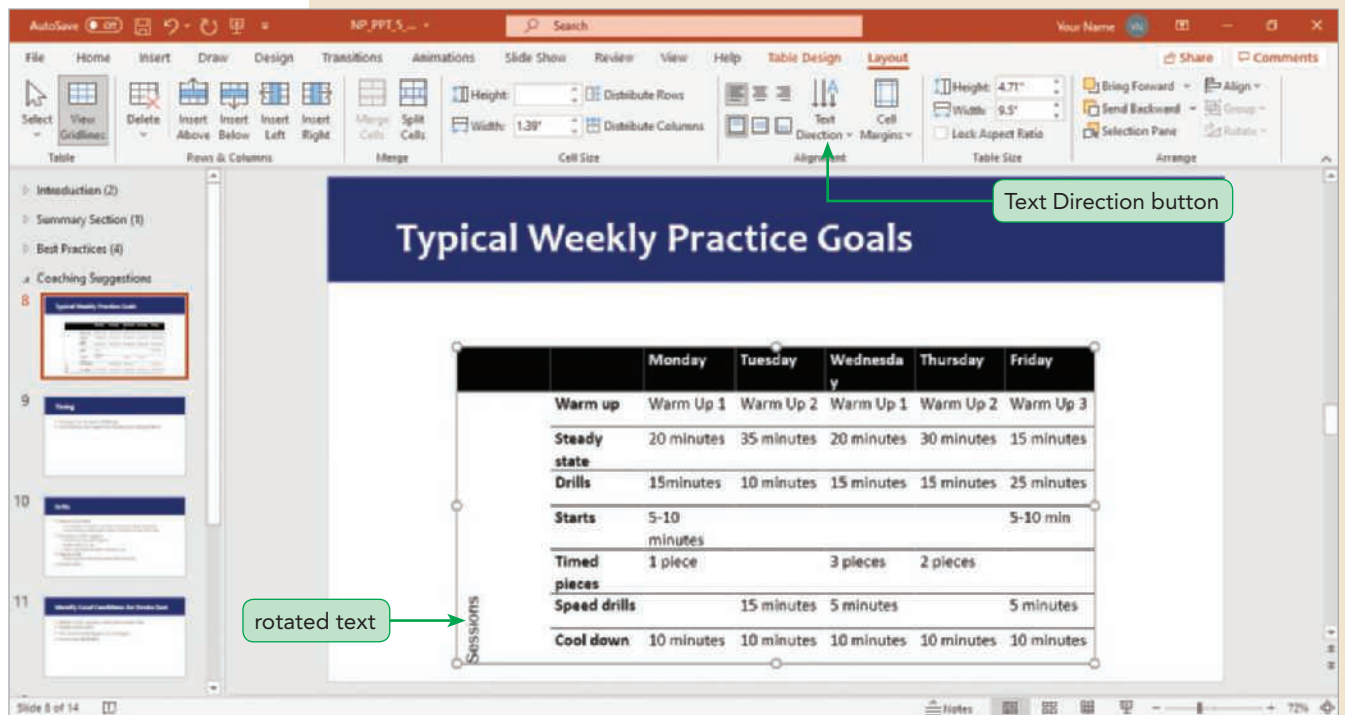 AutoSave Off NP_PPT_5_... Search Your Name YN
File Home Insert Draw Design Transitions Animations Slide Show Review View Help Table Design Layout Share Comments
Select View Gridlines Delete Insert Above Insert Below Insert Left Insert Right Merge Cells Split Cells Height: Width: 1.39" Distribute Rows Distribute Columns Text Direction Cell Margins Height: 4.71" Width: 9.5" Lock Aspect Ratio Bring Forward Send Backward Selection Pane Align Group Rotate
Table Rows & Columns Merge Cell Size Alignment Table Size Arrange
Text Direction button
Introduction (2)
Summary Section (1)
Best Practices (4)
Coaching Suggestions
8
Typical Weekly Practice Goals
9
Timing
10
Drills
11
Typical Weekly Practice Goals
Monday Tuesday Wednesda Thursday Friday
y
Warm up Warm Up 1 Warm Up 2 Warm Up 1 Warm Up 2 Warm Up 3
Steady 20 minutes 35 minutes 20 minutes 30 minutes 15 minutes
state
Drills 15minutes 10 minutes 15 minutes 15 minutes 25 minutes
Starts 5-10 5-10 min
minutes
Timed 1 piece 3 pieces 2 pieces
pieces
Speed drills 15 minutes 5 minutes 5 minutes
Cool down 10 minutes 10 minutes 10 minutes 10 minutes 10 minutes
Sessions
rotated text
Slide 8 of 14 Notes 72%